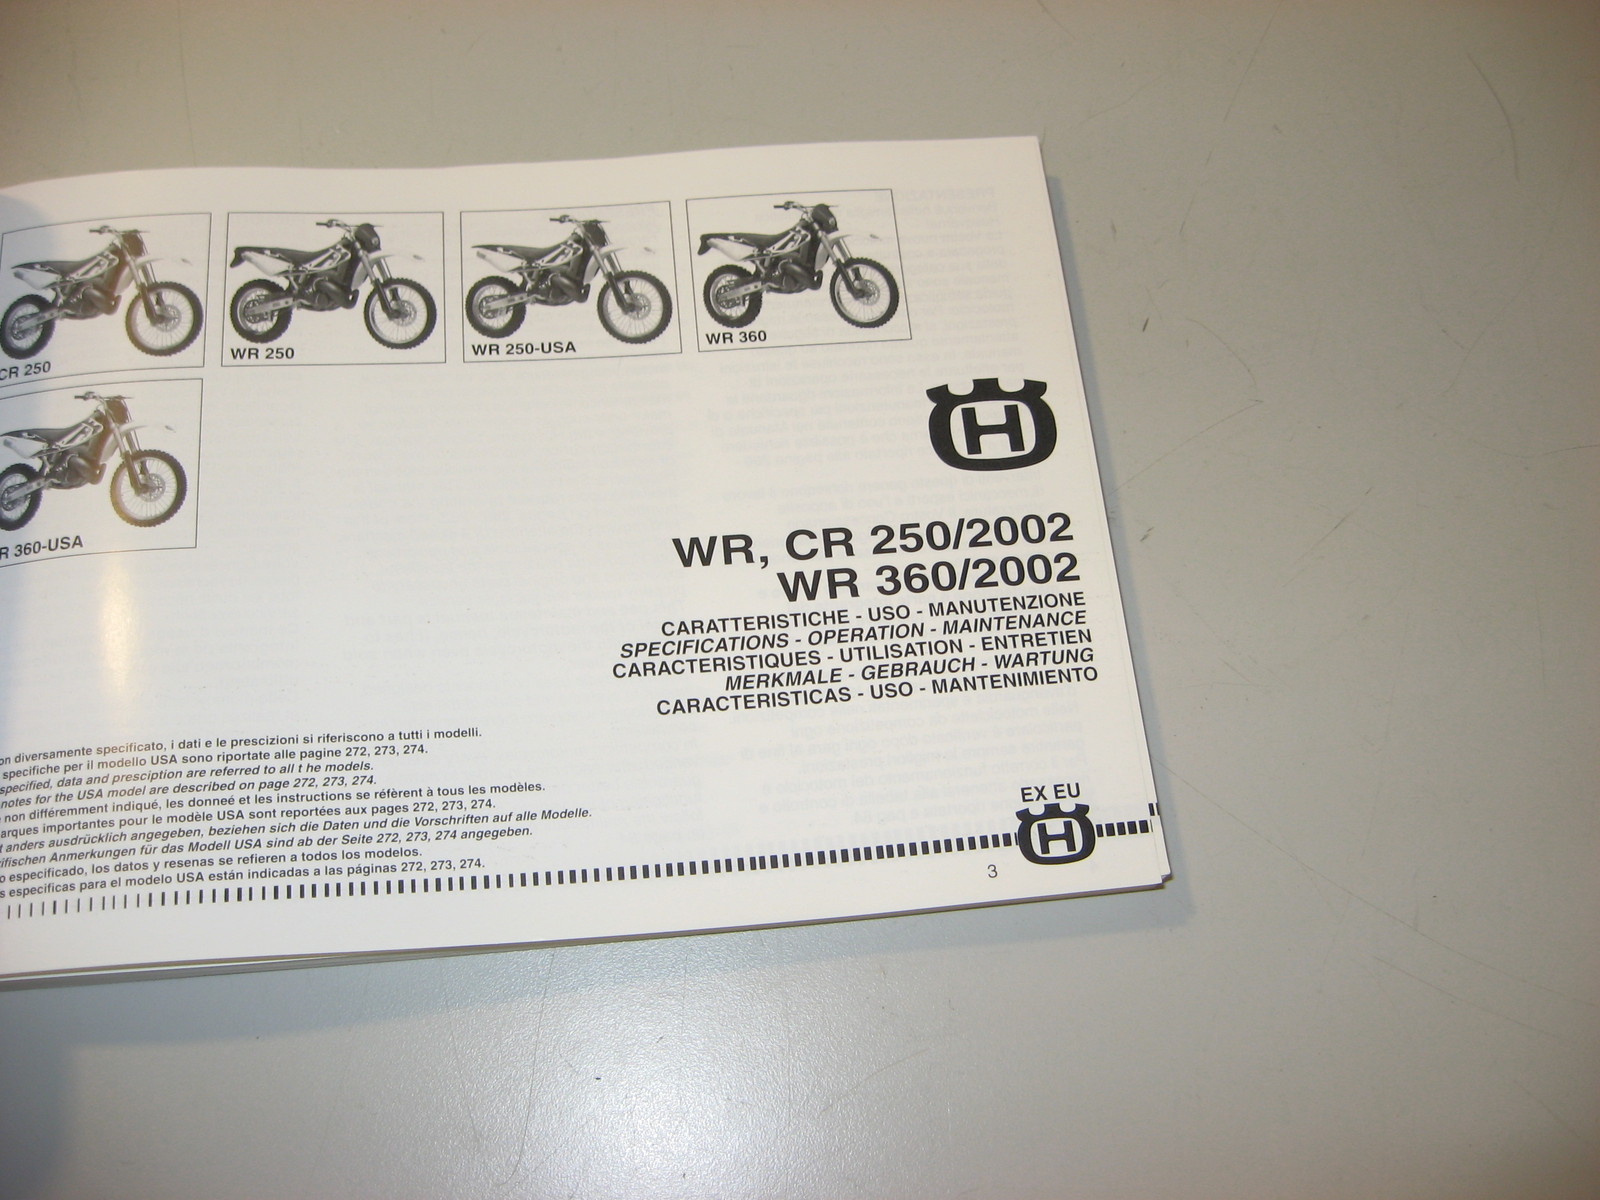 CR 250
WR 250
WR 250-USA
WR 360
R 360-USA
H
WR, CR 250/2002
WR 360/2002
CARATTERISTICHE - USO - MANUTENZIONE
SPECIFICATIONS - OPERATION - MAINTENANCE
CARACTERISTIQUES - UTILISATION - ENTRETIEN
MERKMALE - GEBRAUCH - WARTUNG
CARACTERISTICAS - USO - MANTENIMIENTO
on diversamente specificato, i dati e le prescizioni si riferiscono a tutti i modelli.
specifiche per il modello USA sono riportate alle pagine 272, 273, 274.
specified, data and presciption are referred to all t he models.
notes for the USA model are described on page 272, 273, 274.
non différemment indiqué, les donneé et les instructions se réfèrent à tous les modèles.
arques importantes pour le modèle USA sont reportées aux pages 272, 273, 274.
t anders ausdrücklich angegeben, beziehen sich die Daten und die Vorschriften auf alle Modelle.
ifischen Anmerkungen für das Modell USA sind ab der Seite 272, 273, 274 angegeben.
o especificado, los datos y resenas se refieren a todos los modelos.
s especificas para el modelo USA están indicadas a las páginas 272, 273, 274.
EX EU
H
3